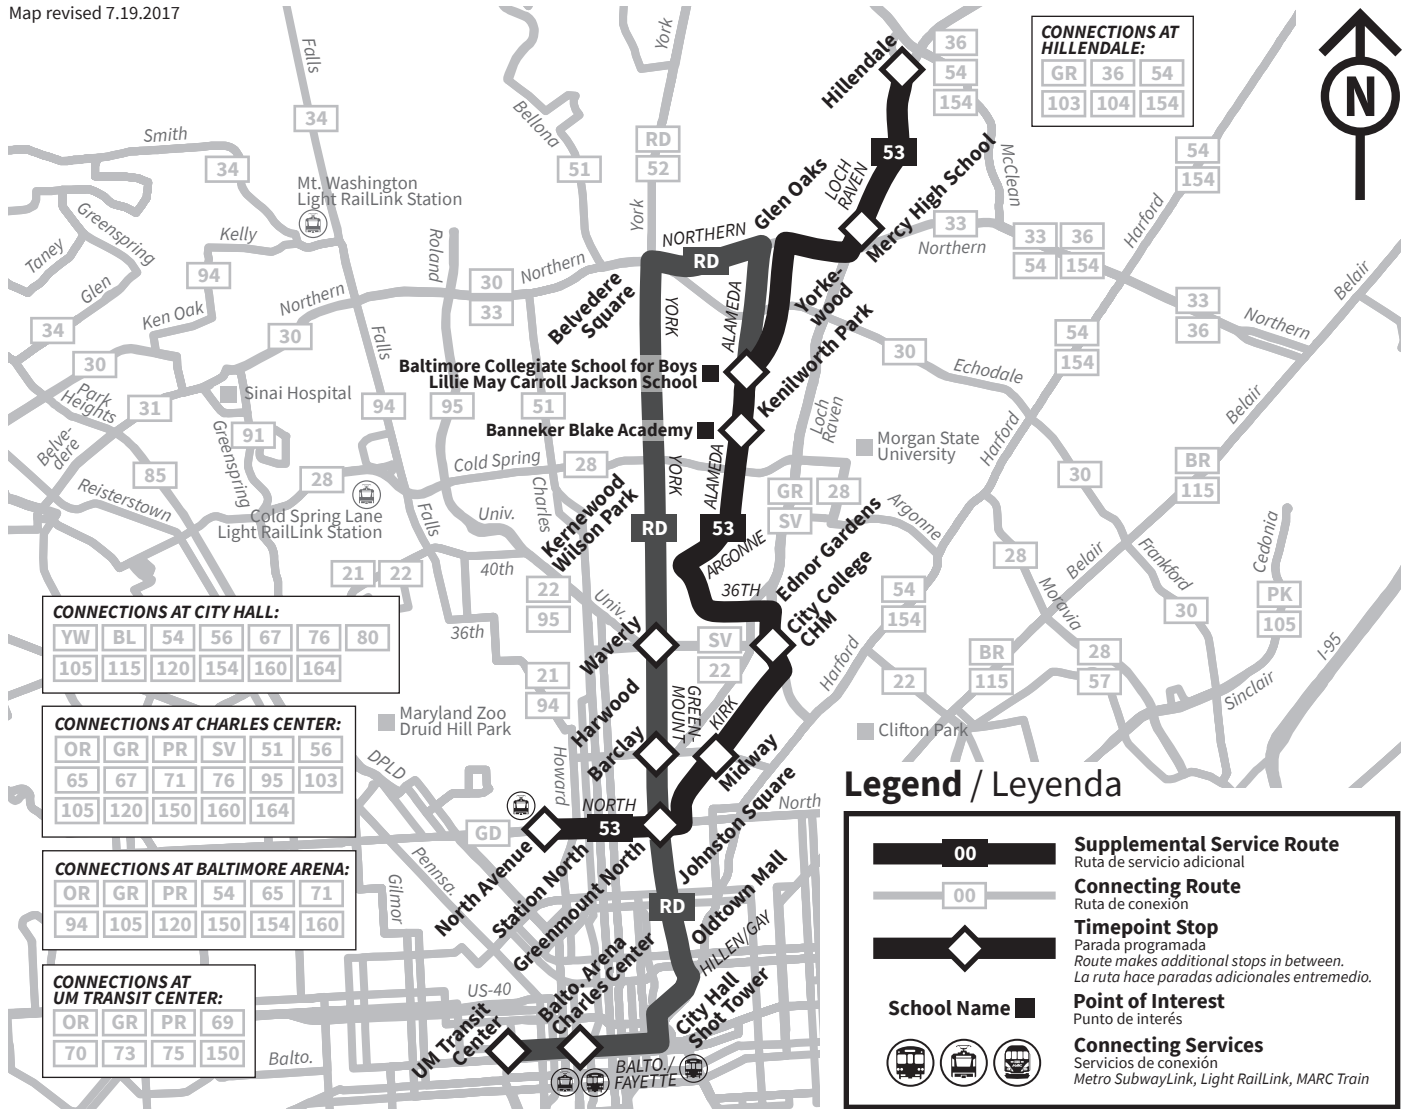 Map revised 7.19.2017
Falls
York
Hillendale
36
54
154
CONNECTIONS AT
HILLENDALE:
GR 36 54
103 104 154
N
34
Bellona
Smith
34
RD
52
51
53
McClean
54
154
Mt. Washington
Light RailLink Station
Greenspring
Taney
Glen
Kelly
94
Roland
York
NORTHERN
RD
Glen Oaks
LOCH
RAVEN
Mercy High School
33
Northern
33 36
54 154
Harford
Belair
34
Ken Oak
Northern
30
30
33
Northern
Belvedere
Square
YORK
ALAMEDA
Yorke-
wood
Kenilworth Park
33
36
Northern
54
154
30
Echodale
30
Park
Heights
31
Falls
Sinai Hospital
94
95
51
Baltimore Collegiate School for Boys
Lillie May Carroll Jackson School
Banneker Blake Academy
Loch
Raven
Morgan State
University
Harford
Belair
Belve-
dere
91
Greenspring
85
Reisterstown
28
Cold Spring
28
YORK
ALAMEDA
GR 28
SV
Argonne
30
BR
115
Cold Spring Lane
Light RailLink Station
Falls
Univ.
Charles
Kernewood
Wilson Park
RD
53
ARGONNE
Ednor Gardens
28
Belair
Frankford
Cedonia
21 22
40th
22
95
Univ.
36TH
City College
CHM
54
154
Moravia
30
PK
105
I-95
CONNECTIONS AT CITY HALL:
YW BL 54 56 67 76 80
105 115 120 154 160 164
36th
Waverly
SV
22
Harford
BR
115
28
57
22
Sinclair
21
94
Maryland Zoo
Druid Hill Park
Harwood
GREEN-
MOUNT
KIRK
Clifton Park
CONNECTIONS AT CHARLES CENTER:
OR GR PR SV 51 56
65 67 71 76 95 103
105 120 150 160 164
DPLD
Howard
Barclay
Midway
NORTH
53
GD
Johnston Square
North
CONNECTIONS AT BALTIMORE ARENA:
OR GR PR 54 65 71
94 105 120 150 154 160
Pennsa.
Gilmor
North Avenue
Station North
Greenmount North
RD
Oldtown Mall
HILLEN/GAY
CONNECTIONS AT
UM TRANSIT CENTER:
OR GR PR 69
70 73 75 150
US-40
Balto.
UM Transit
Center
Balto. Arena
Charles Center
City Hall
Shot Tower
BALTO./
FAYETTE
Legend / Leyenda
00
Supplemental Service Route
Ruta de servicio adicional
00
Connecting Route
Ruta de conexión
Timepoint Stop
Parada programada
Route makes additional stops in between.
La ruta hace paradas adicionales entremedio.
School Name
Point of Interest
Punto de interés
Connecting Services
Servicios de conexión
Metro SubwayLink, Light RailLink, MARC Train